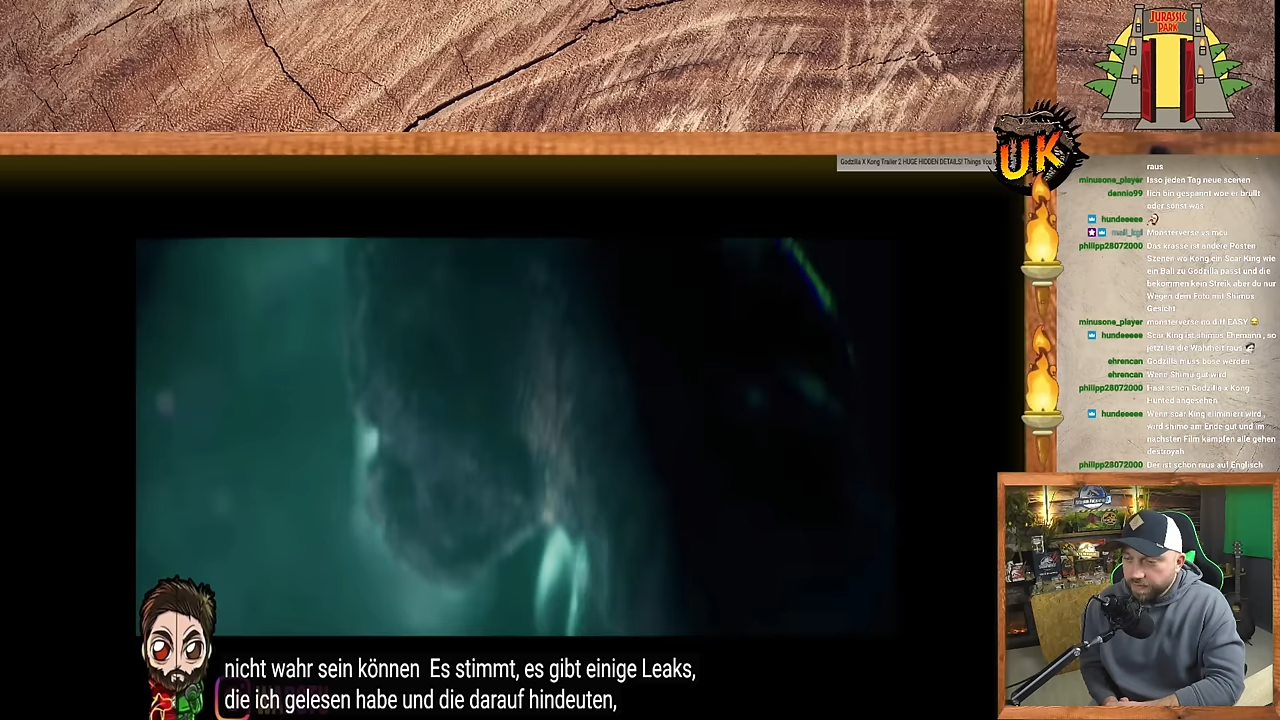 JURASSIC
PARK
Godzilla X Kong Trailer 2 HUGE HIDDEN DETAILS! Things You
UK
raus
minusone_player Isso jeden Tag neue scenen
dennio99 Iich bin gespannt woe er brüllt
oder sonst was
hundeeeee
Monsterverse as mcu
philipp28072000 Das krasse ist andere Posten
Szenen wo Kong ein Scar King wie
ein Ball zu Godzilla passt und die
bekommen kein Streik aber du nur
Wegen dem Foto mit Shimos
Gesicht
minusone_player monsterverse no diff EASY
hundeeeee Scar King ist shimos Ehemann , so
jetzt ist die Wahrheit raus
ehrencan Godzilla muss böse werden
ehrencan Wenn Shimu gut wird
philipp28072000 Hast schon Godzilla x Kong
Hunted angesehen
hundeeeee Wenn scar King eliminiert wird ,
wird shimo am Ende gut und im
nächsten Film kämpfen alle gehen
destroyah
philipp28072000 Der ist schon raus auf Englisch
nicht wahr sein können Es stimmt, es gibt einige Leaks,
die ich gelesen habe und die darauf hindeuten,